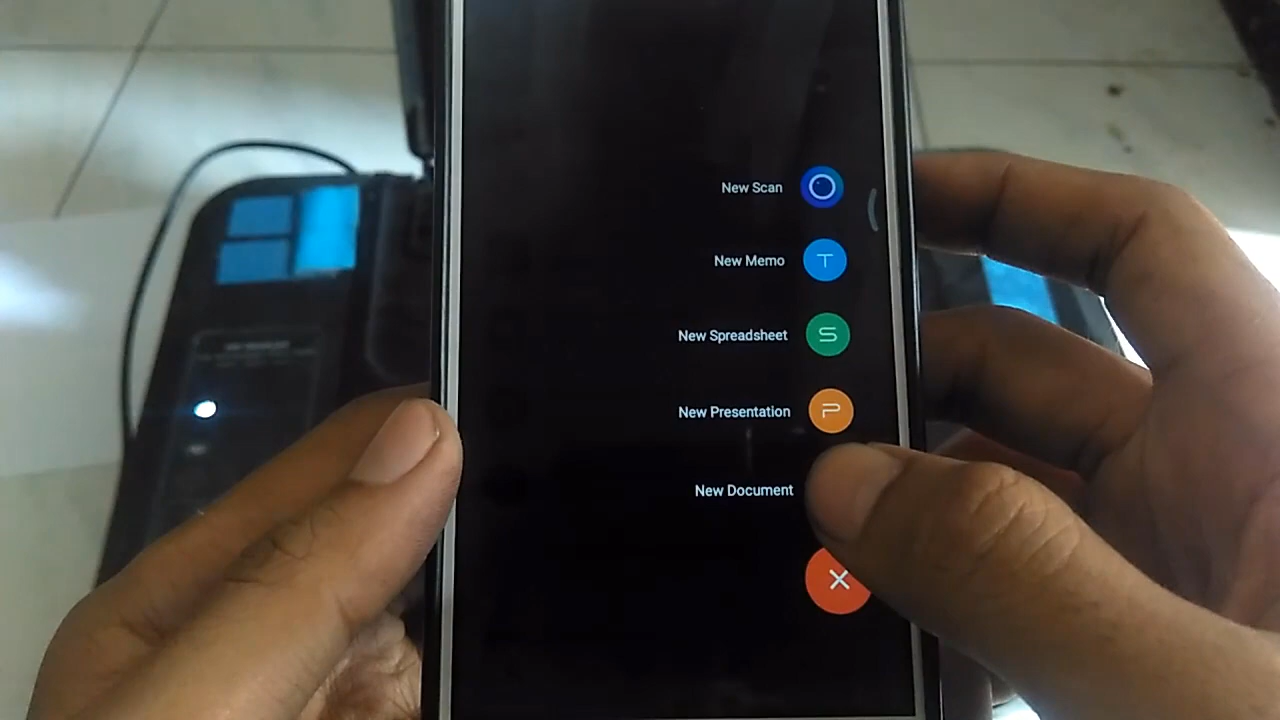 New Scan
New Memo
T
New Spreadsheet
S
New Presentation
P
New Document